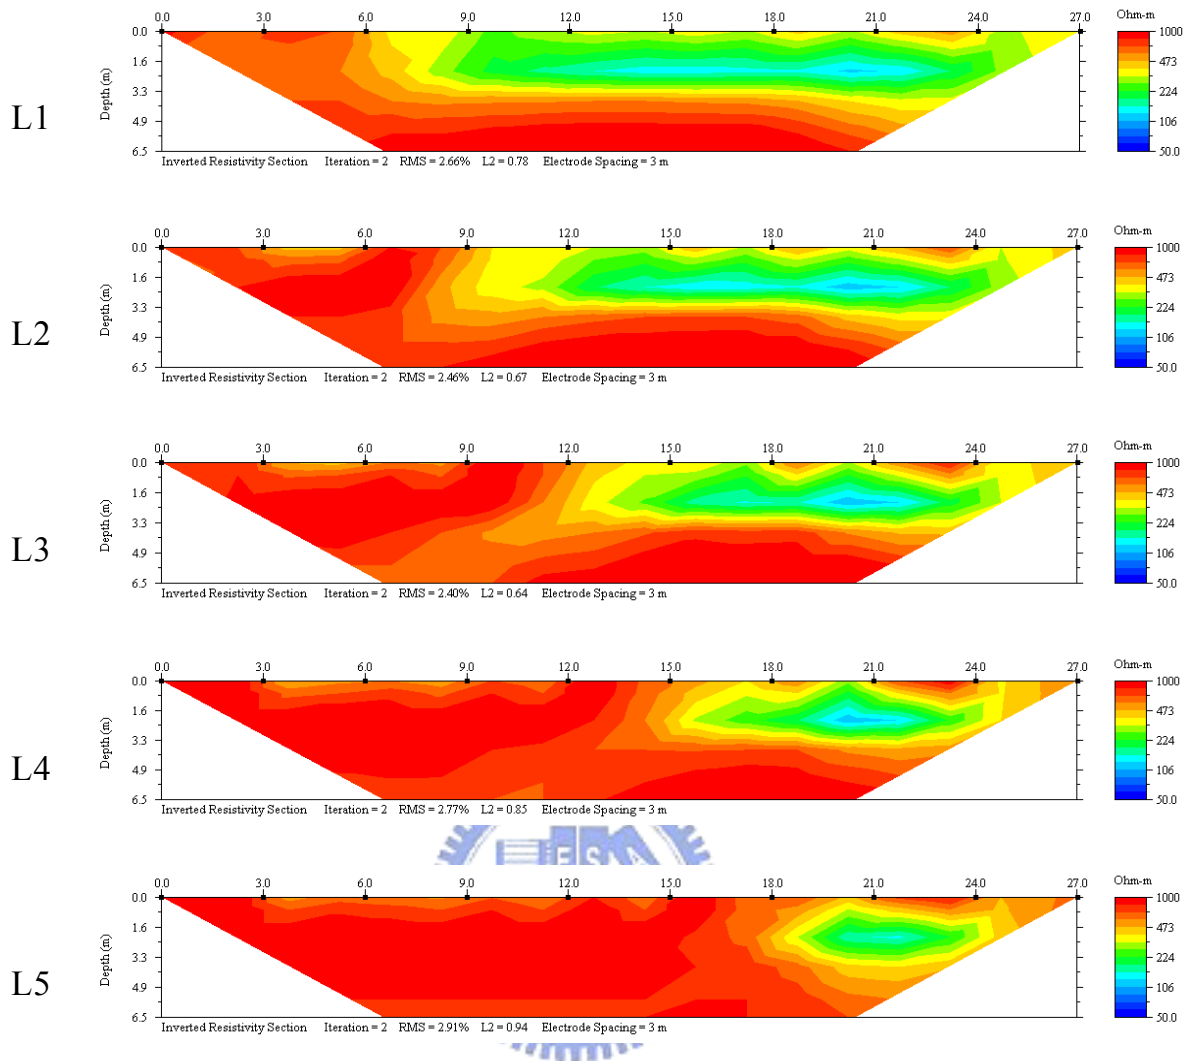 0.0 3.0 6.0 9.0 12.0 15.0 18.0 21.0 24.0 27.0
Ohm-m
L1
Depth (m)
0.0
1.6
3.3
4.9
6.5
1000
473
224
106
50.0
Inverted Resistivity Section Iteration = 2 RMS = 2.66% L2 = 0.78 Electrode Spacing = 3 m
0.0 3.0 6.0 9.0 12.0 15.0 18.0 21.0 24.0 27.0
Ohm-m
L2
Depth (m)
0.0
1.6
3.3
4.9
6.5
1000
473
224
106
50.0
Inverted Resistivity Section Iteration = 2 RMS = 2.46% L2 = 0.67 Electrode Spacing = 3 m
0.0 3.0 6.0 9.0 12.0 15.0 18.0 21.0 24.0 27.0
Ohm-m
L3
Depth (m)
0.0
1.6
3.3
4.9
6.5
1000
473
224
106
50.0
Inverted Resistivity Section Iteration = 2 RMS = 2.40% L2 = 0.64 Electrode Spacing = 3 m
0.0 3.0 6.0 9.0 12.0 15.0 18.0 21.0 24.0 27.0
Ohm-m
L4
Depth (m)
0.0
1.6
3.3
4.9
6.5
1000
473
224
106
50.0
Inverted Resistivity Section Iteration = 2 RMS = 2.77% L2 = 0.85 Electrode Spacing = 3 m
E S
0.0 3.0 6.0 9.0 12.0 15.0 18.0 21.0 24.0 27.0
Ohm-m
L5
Depth (m)
0.0
1.6
3.3
4.9
6.5
1000
473
224
106
50.0
Inverted Resistivity Section Iteration = 2 RMS = 2.91% L2 = 0.94 Electrode Spacing = 3 m